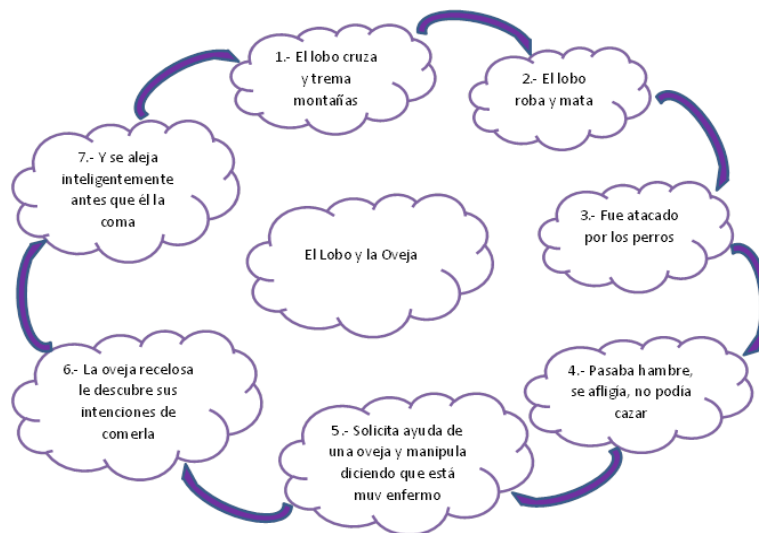 1.- El lobo cruza
y trema
montañas
2.- El lobo
roba y mata
3.- Fue atacado
por los perros
4.- Pasaba hambre,
se afligía, no podía
cazar
5.- Solicita ayuda de
una oveja y manipula
diciendo que está
muy enfermo
6.- La oveja recelosa
le descubre sus
intenciones de
comerla
7.- Y se aleja
inteligentemente
antes que él la
coma
El Lobo y la Oveja